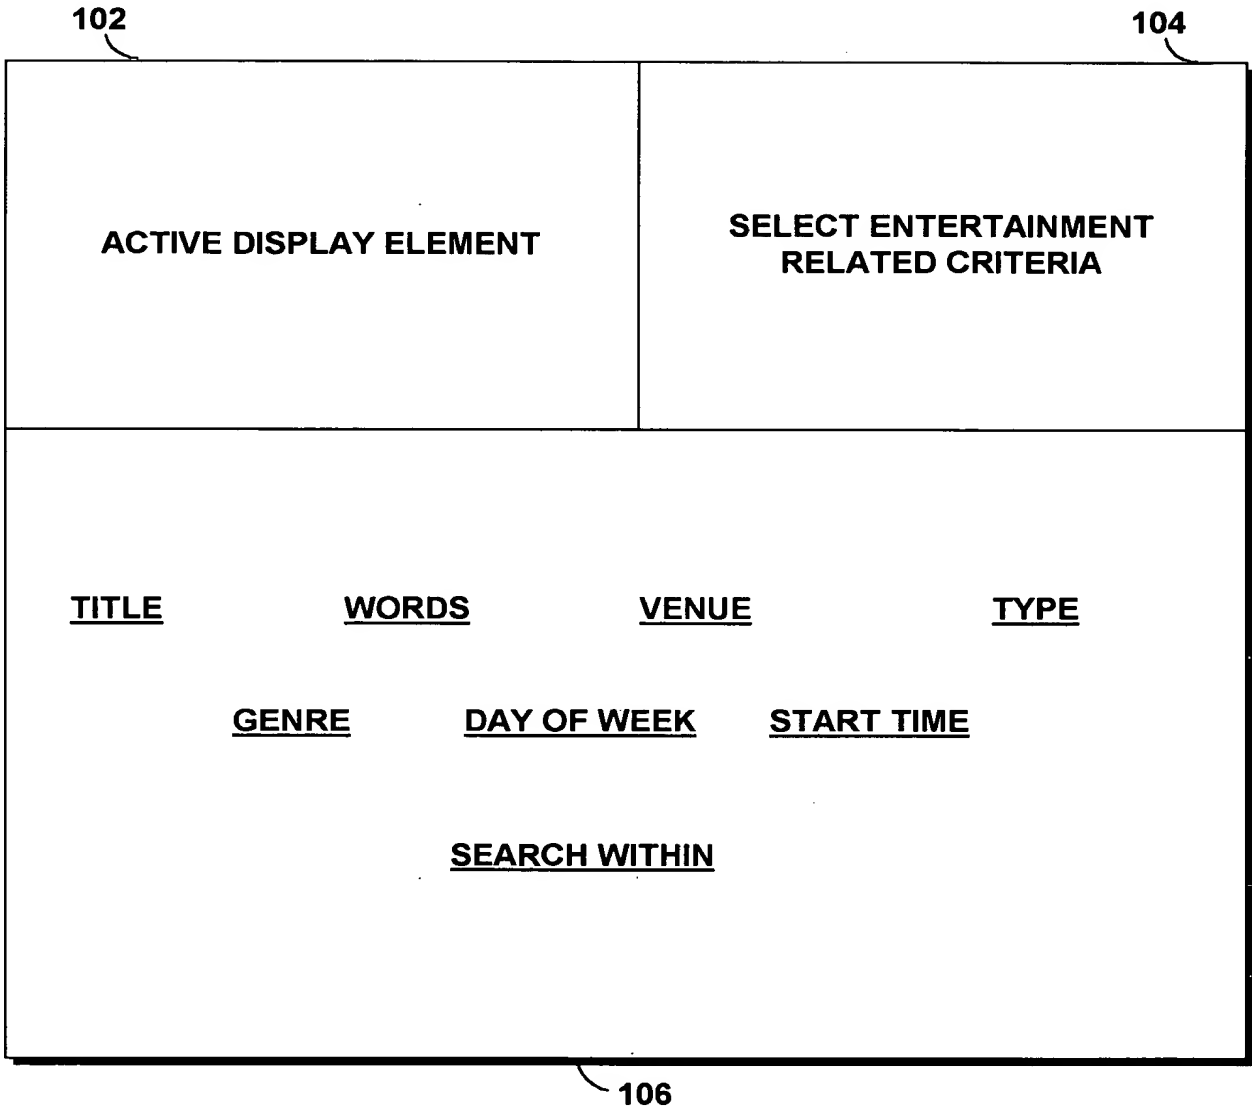 102
104
ACTIVE DISPLAY ELEMENT
SELECT ENTERTAINMENT
RELATED CRITERIA
TITLE WORDS VENUE TYPE
GENRE DAY OF WEEK START TIME
SEARCH WITHIN
106